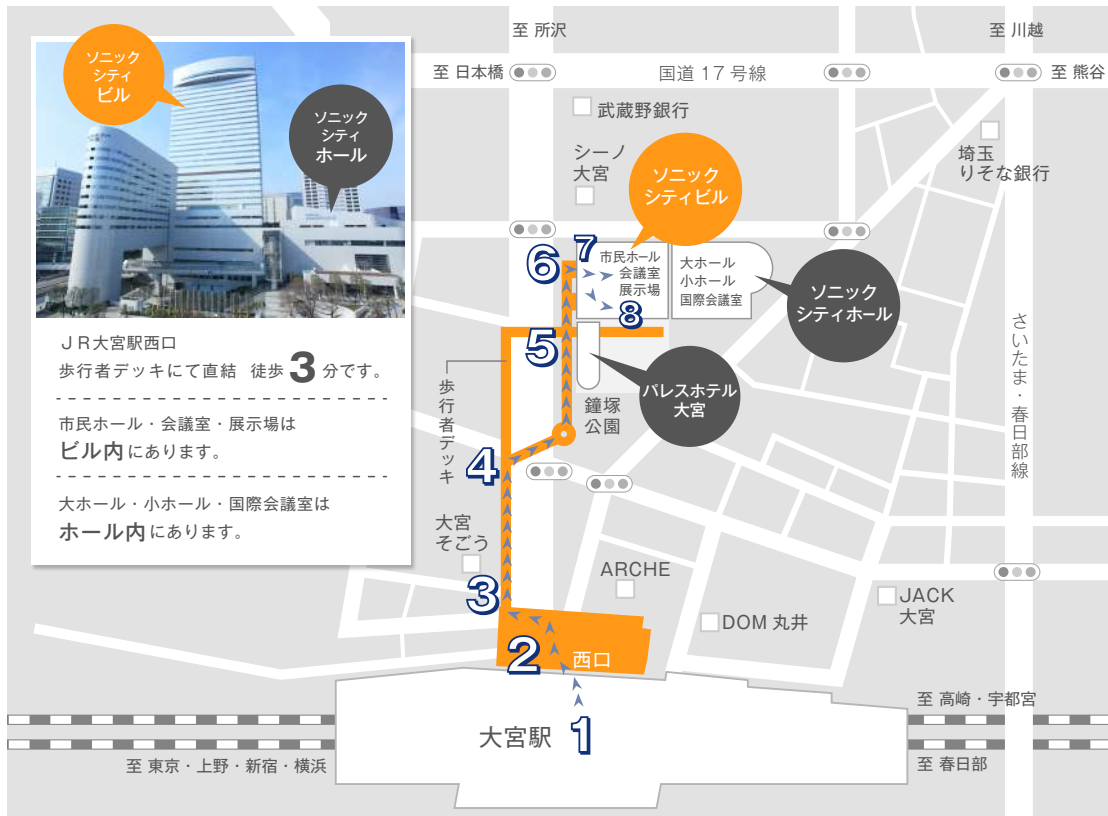 ソニック
シティ
ビル
ソニック
シティ
ホール
ＪＲ大宮駅西口
歩行者デッキにて直結 徒歩 3 分です。
市民ホール・会議室・展示場は
ビル内にあります。
大ホール・小ホール・国際会議室は
ホール内にあります。
至 所沢
至 川越
至 日本橋
国道 17 号線
至 熊谷
武蔵野銀行
シーノ
大宮
埼玉
りそな銀行
ソニック
シティビル
6
7
市民ホール
会議室
展示場
8
大ホール
小ホール
国際会議室
ソニック
シティホール
5
パレスホテル
大宮
鐘塚
公園
歩行者デッキ
さいたま・春日部線
4
大宮
そごう
3
ARCHE
DOM 丸井
JACK
大宮
2
西口
1
大宮駅
至 高崎・宇都宮
至 東京・上野・新宿・横浜
至 春日部